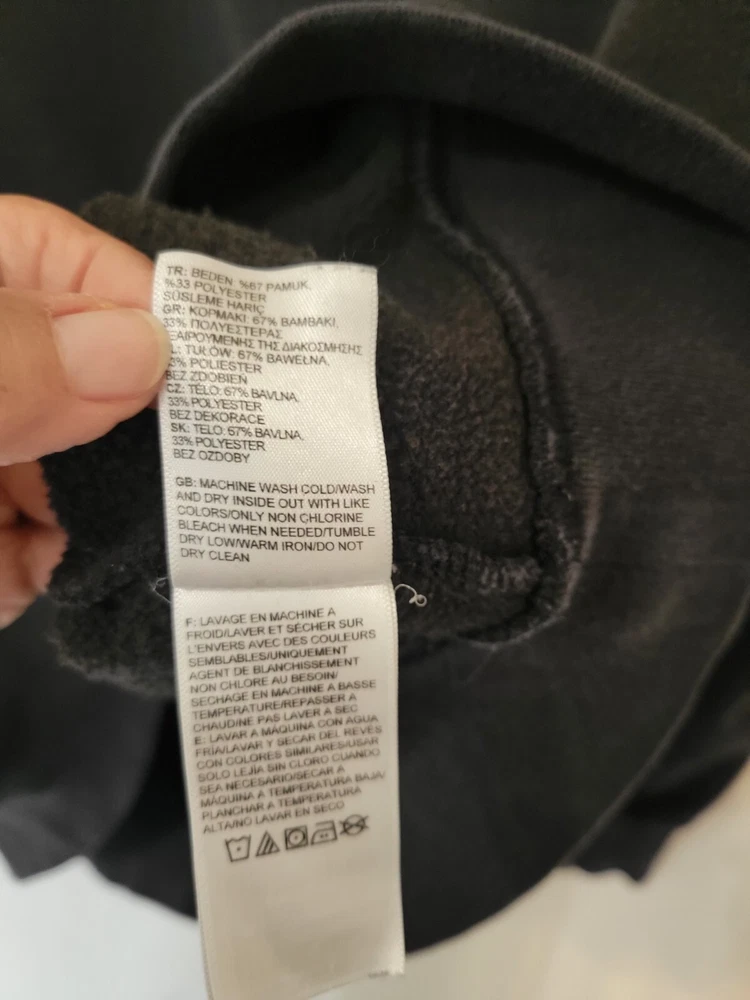 TR: BEDEN %67 PAMUK,
%33 POLYESTER
SÜSLEME HARİÇ
GR: ΚΟΡΜΑΚΙ: 67% ΒΑΜΒΑΚΙ,
33% ΠΟΛΥΕΣΤΕΡΑΣ
ΕΞΑΙΡΟΥΜΕΝΗΣ ΤΗΣ ΔΙΑΚΟΣΜΗΣΗΣ
L: TUŁÓW: 67% BAWEŁNA,
3% POLIESTER
BEZ ZDOBIEŃ
CZ: TĚLO: 67% BAVLNA,
33% POLYESTER
BEZ DEKORACE
SK: TELO: 67% BAVLNA,
33% POLYESTER
BEZ OZDOBY
GB: MACHINE WASH COLD/WASH
AND DRY INSIDE OUT WITH LIKE
COLORS/ONLY NON CHLORINE
BLEACH WHEN NEEDED/TUMBLE
DRY LOW/WARM IRON/DO NOT
DRY CLEAN
F: LAVAGE EN MACHINE A
FROID/LAVER ET SÉCHER SUR
L'ENVERS AVEC DES COULEURS
SEMBLABLES/UNIQUEMENT
AGENT DE BLANCHISSEMENT
NON CHLORE AU BESOIN/
SECHAGE EN MACHINE A BASSE
TEMPERATURE/REPASSER A
CHAUD/NE PAS LAVER A SEC
E: LAVAR A MÁQUINA CON AGUA
FRÍA/LAVAR Y SECAR DEL REVÉS
CON COLORES SIMILARES/USAR
SOLO LEJÍA SIN CLORO CUANDO
SEA NECESARIO/SECAR A
MÁQUINA A TEMPERATURA BAJA/
PLANCHAR A TEMPERATURA
ALTA/NO LAVAR EN SECO